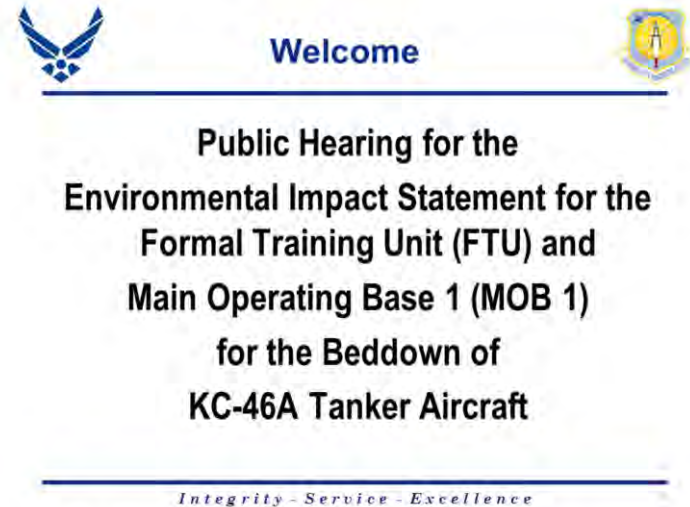 Welcome
Public Hearing for the
Environmental Impact Statement for the
Formal Training Unit (FTU) and
Main Operating Base 1 (MOB 1)
for the Beddown of
KC-46A Tanker Aircraft
Integrity - Service - Excellence